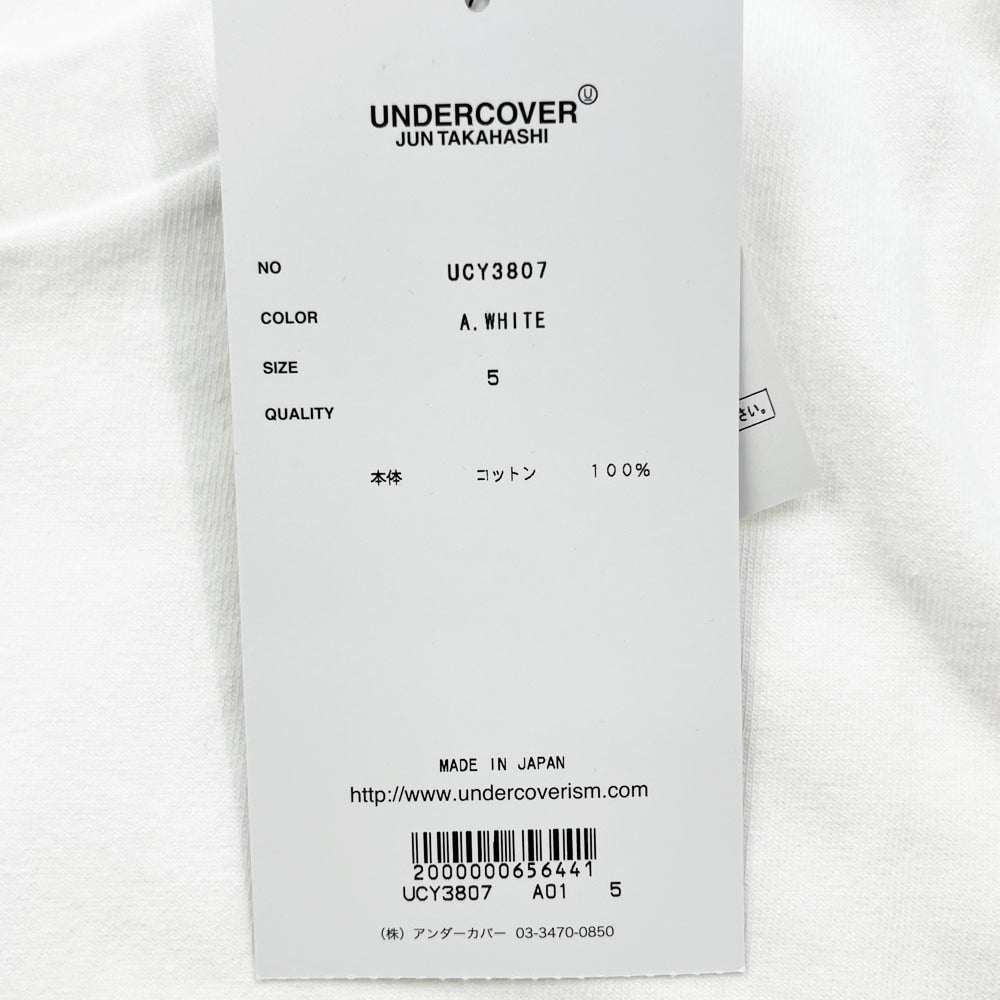 UNDERCOVER Ⓤ
JUN TAKAHASHI
NO UCY3807
COLOR A.WHITE
SIZE 5
QUALITY
本体 コットン 100%
さい。
MADE IN JAPAN
http://www.undercoverism.com
2000000656441
UCY3807 A01 5
（株）アンダーカバー 03-3470-0850